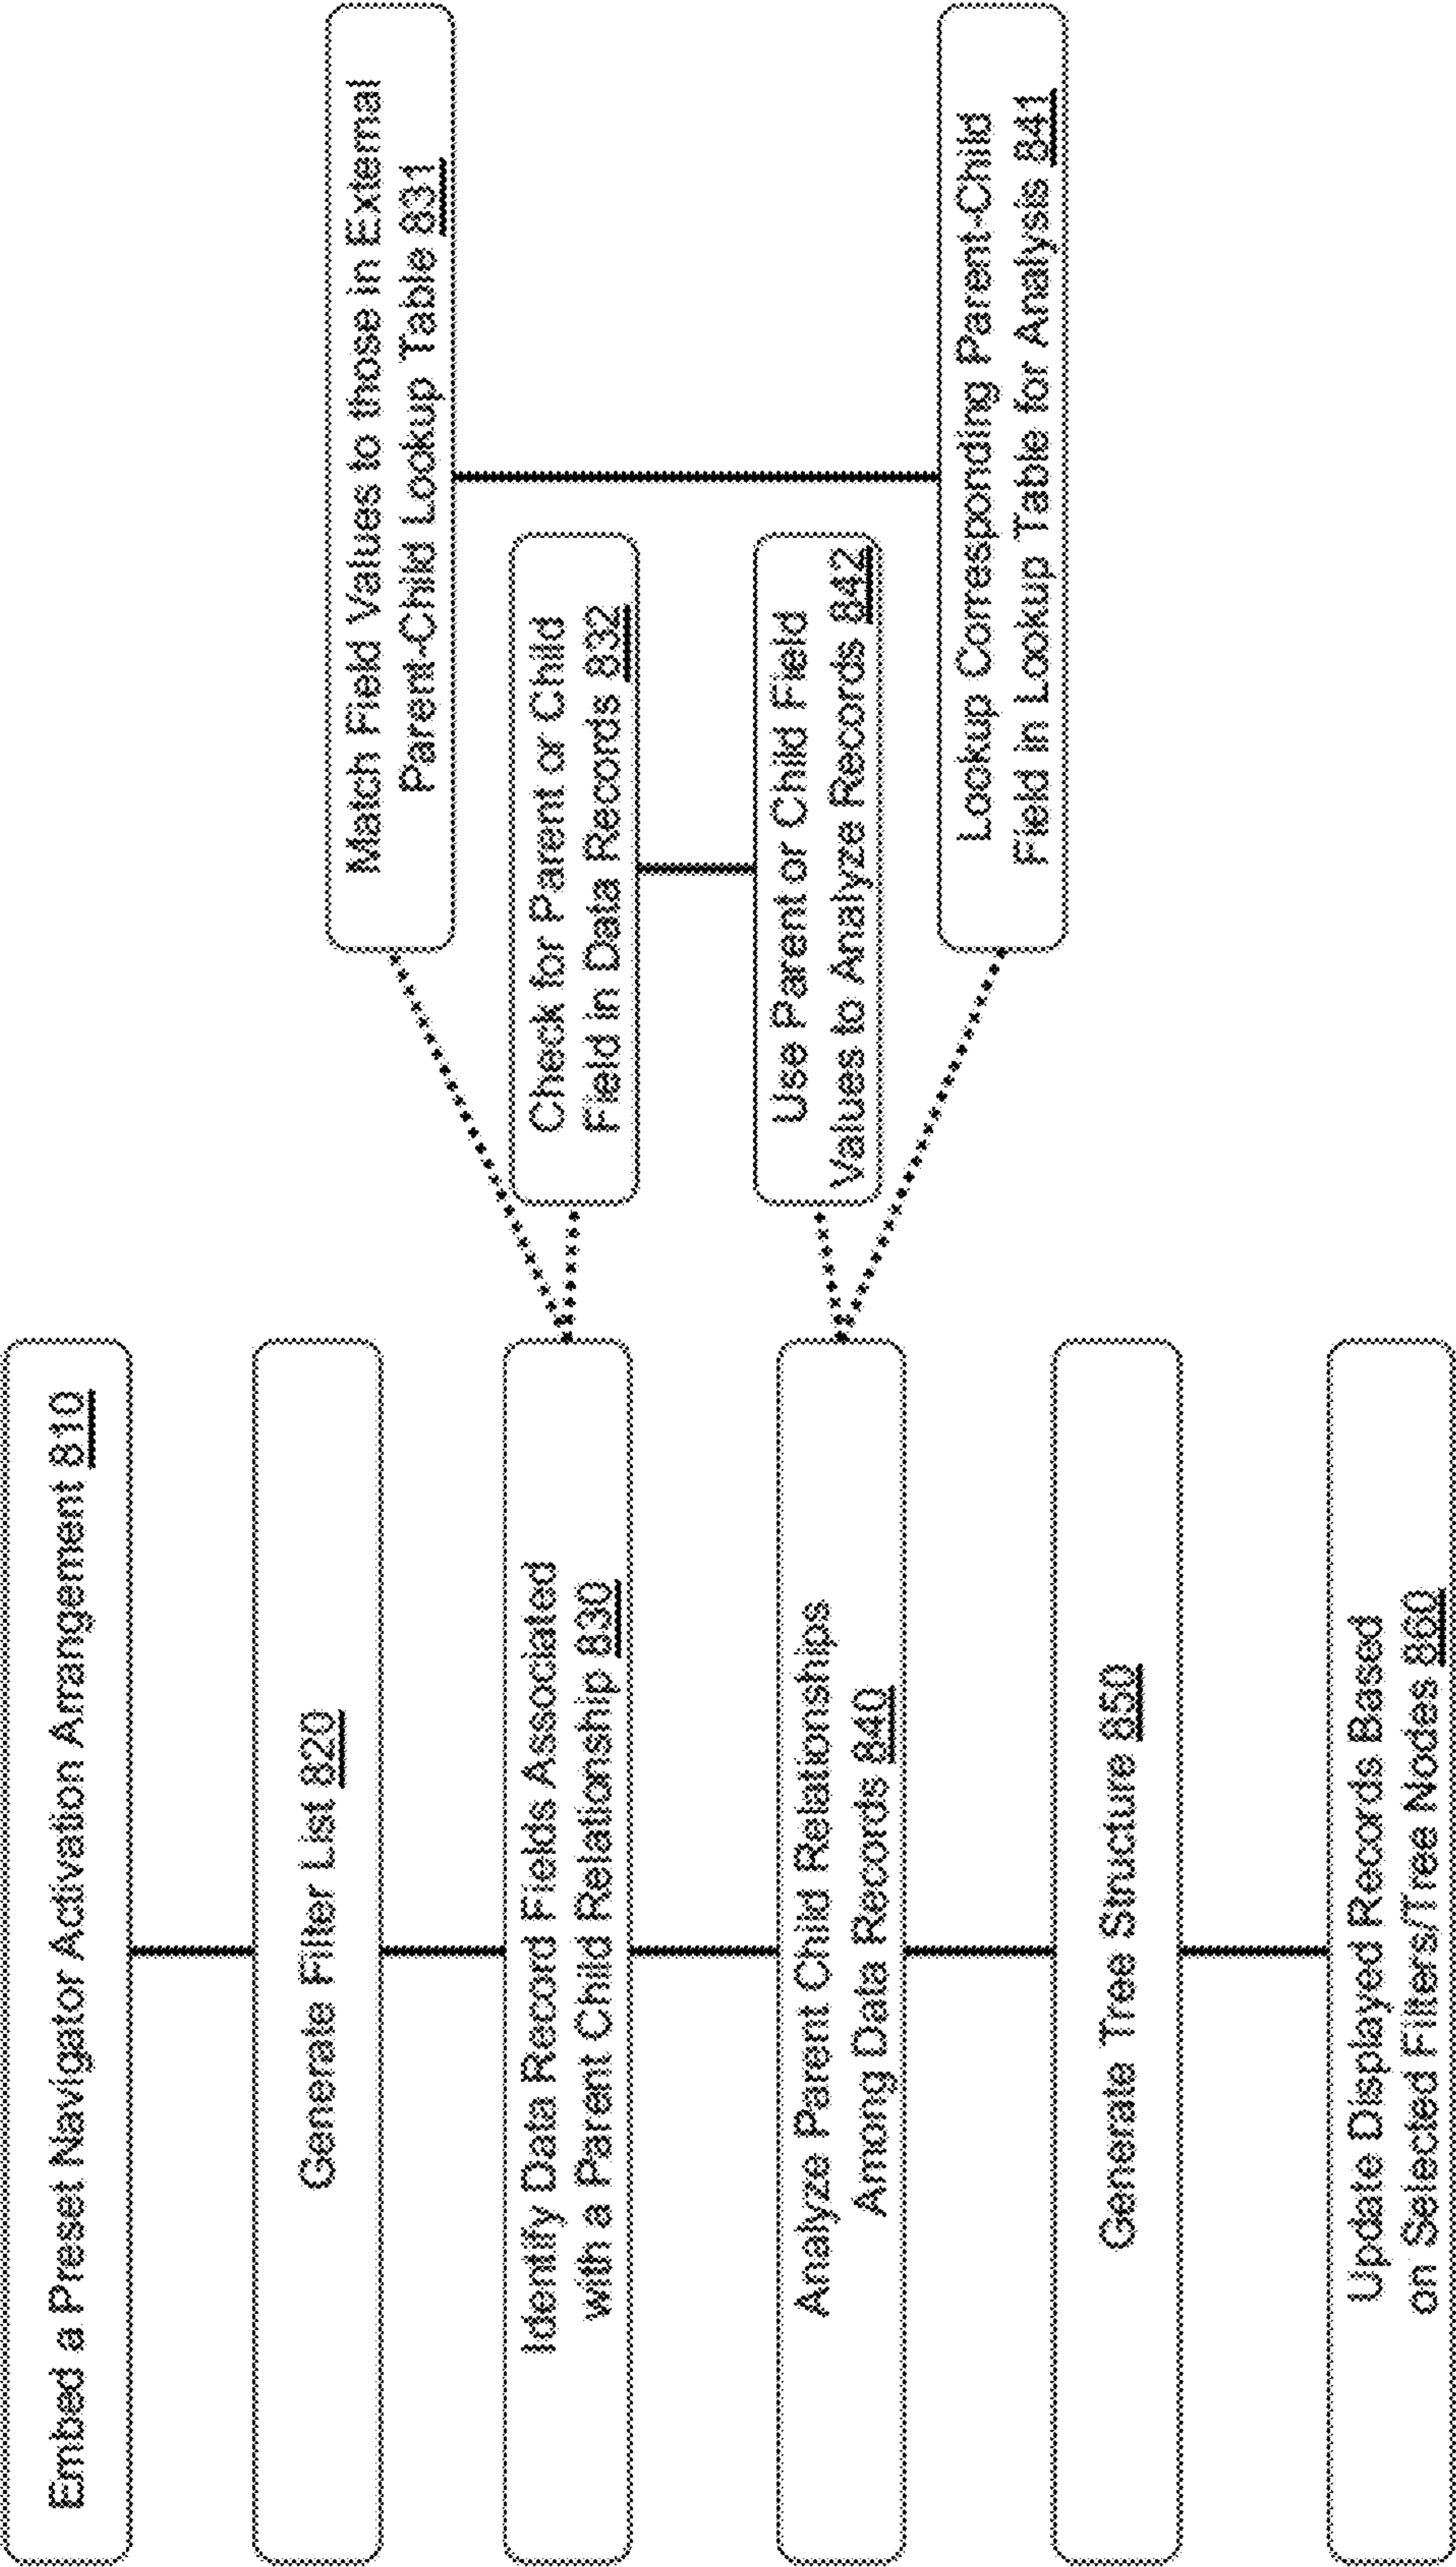 Embed a Preset Navigator Activation Arrangement 810
Generate Filter List 820
Identify Data Record Fields Associated
with a Parent Child Relationship 830
Match Field Values to those in External
Parent-Child Lookup Table 831
Check for Parent or Child
Field in Data Records 832
Analyze Parent Child Relationships
Among Data Records 840
Use Parent or Child Field
Values to Analyze Records 842
Lookup Corresponding Parent-Child
Field in Lookup Table for Analysis 841
Generate Tree Structure 850
Update Displayed Records Based
on Selected Filters/Tree Nodes 860